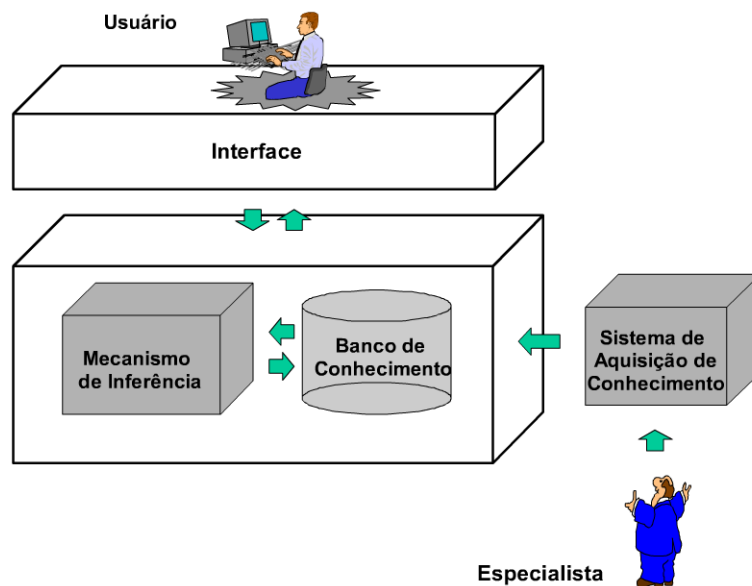 Usuário
Interface
Mecanismo
de Inferência
Banco de
Conhecimento
Sistema de
Aquisição de
Conhecimento
Especialista